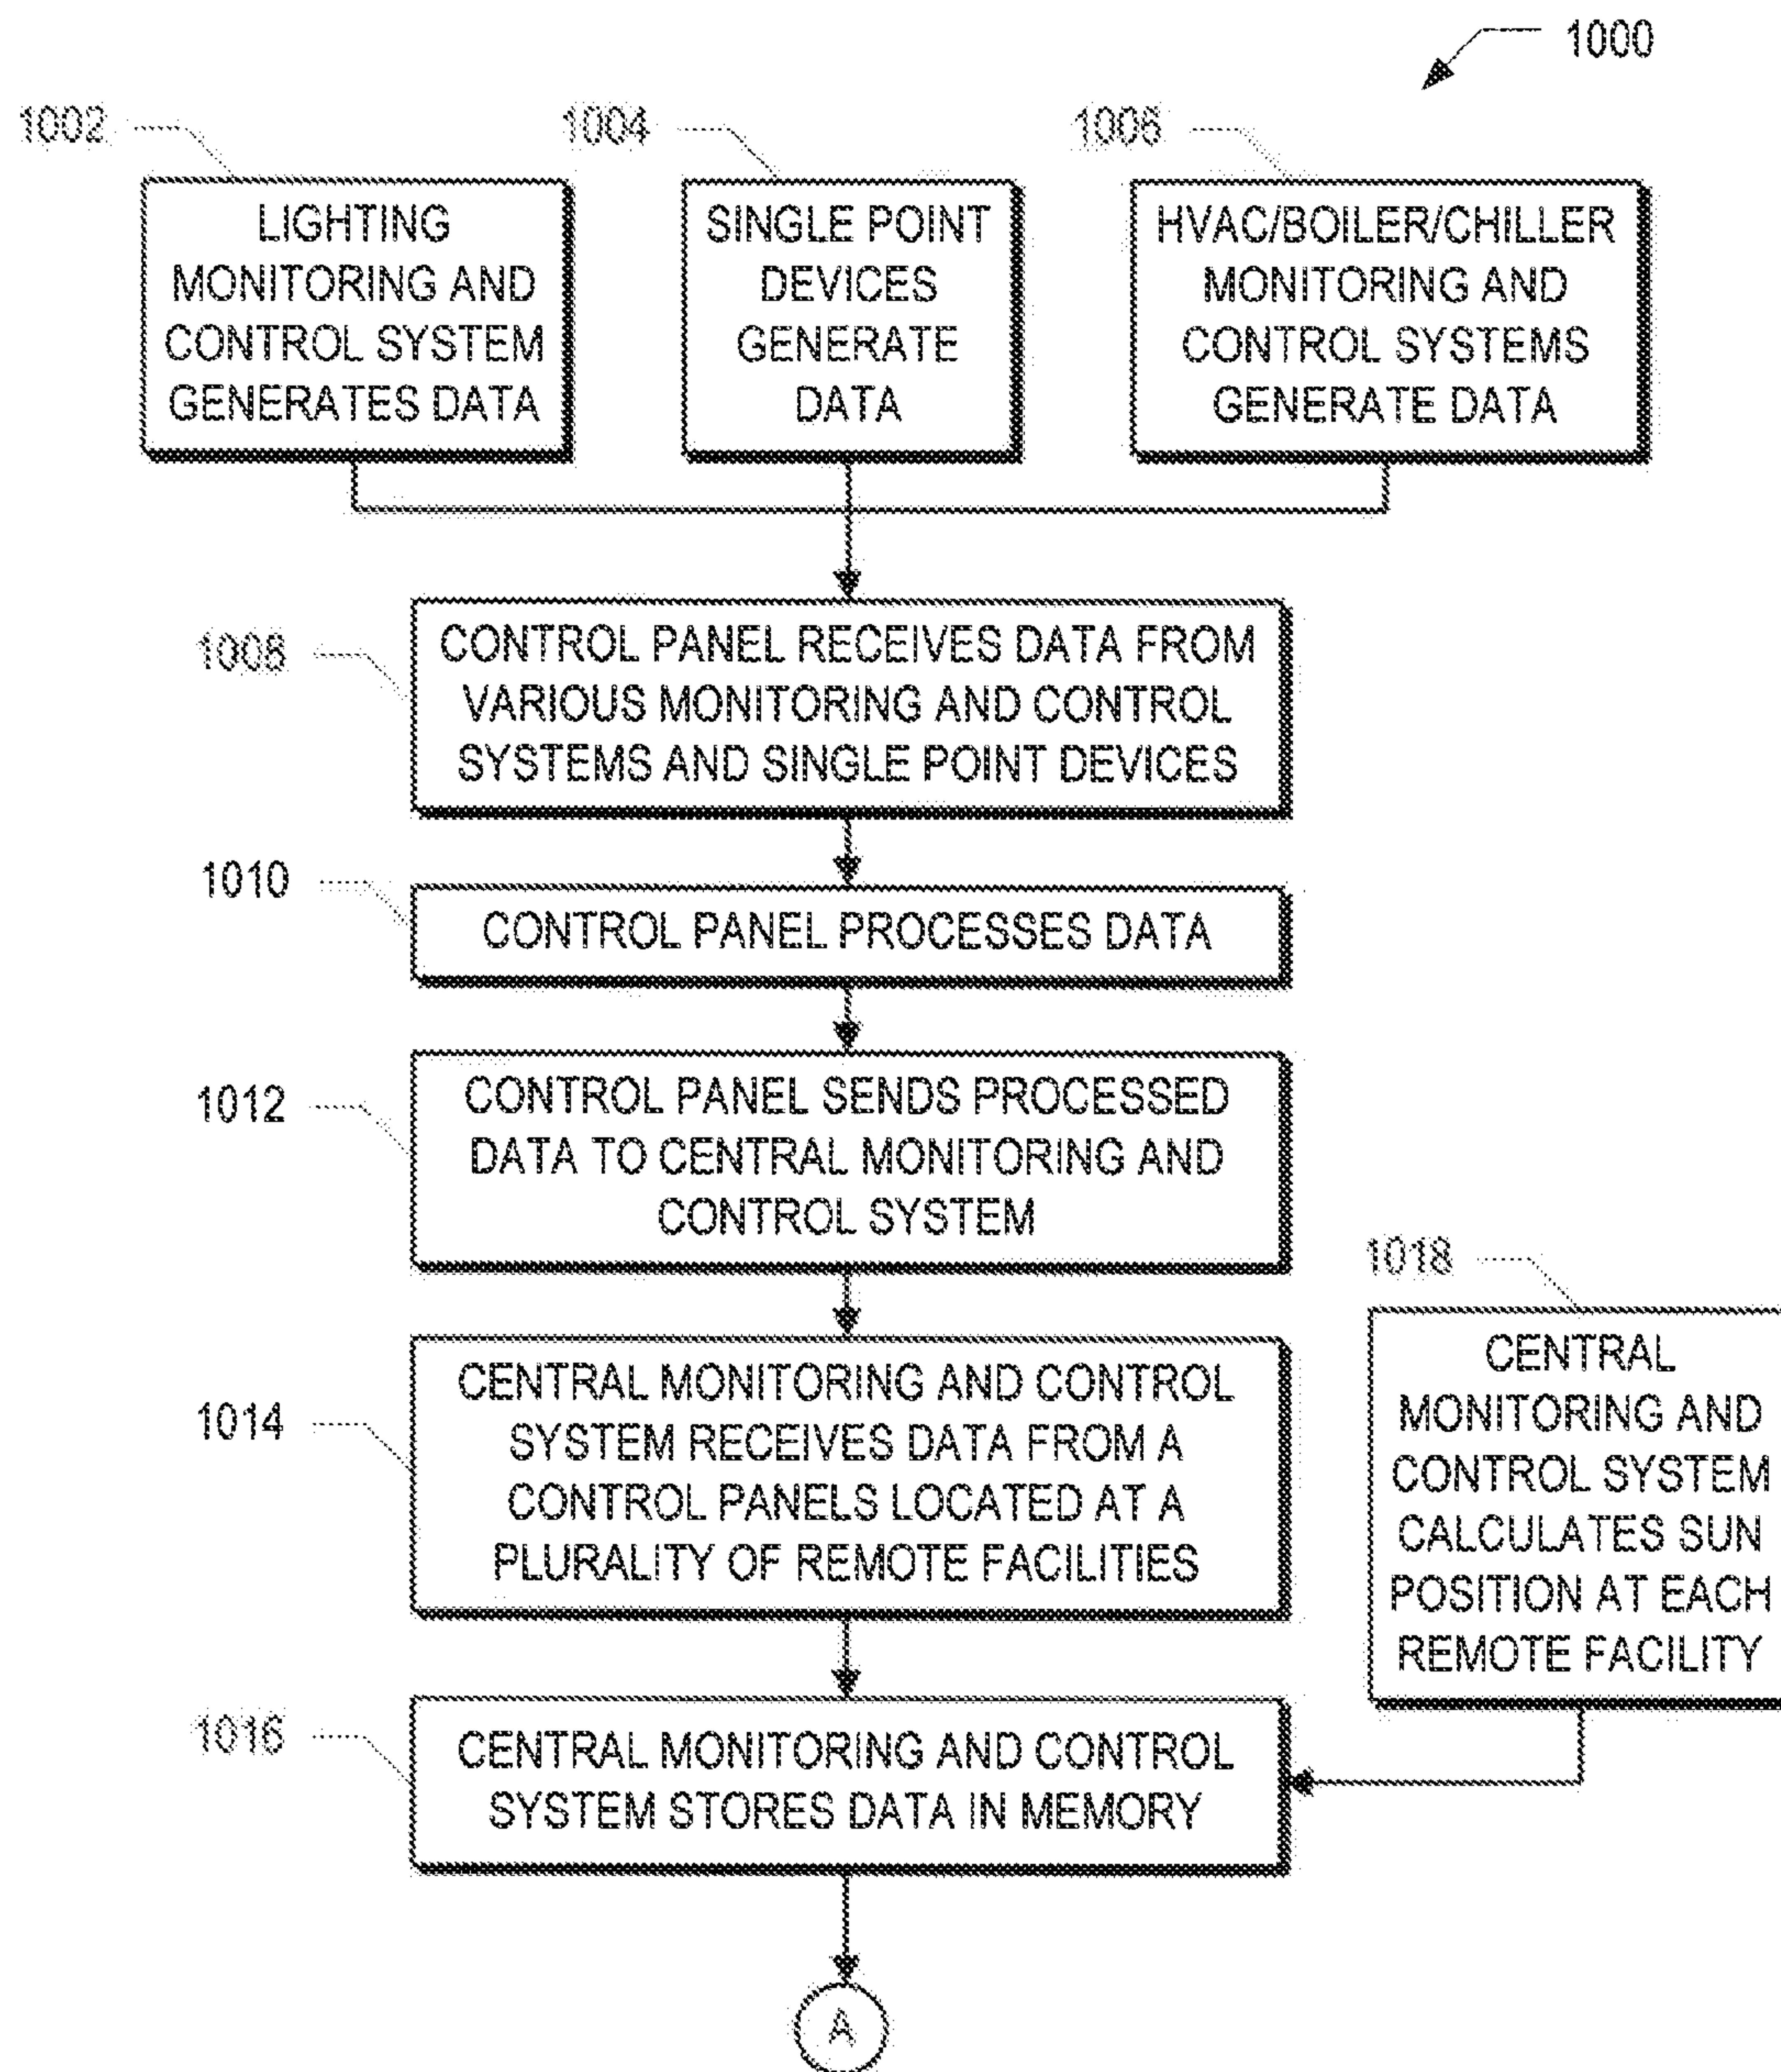 1000
1002
1004
1006
LIGHTING
MONITORING AND
CONTROL SYSTEM
GENERATES DATA
SINGLE POINT
DEVICES
GENERATE
DATA
HVAC/BOILER/CHILLER
MONITORING AND
CONTROL SYSTEMS
GENERATE DATA
1008
CONTROL PANEL RECEIVES DATA FROM
VARIOUS MONITORING AND CONTROL
SYSTEMS AND SINGLE POINT DEVICES
1010
CONTROL PANEL PROCESSES DATA
1012
CONTROL PANEL SENDS PROCESSED
DATA TO CENTRAL MONITORING AND
CONTROL SYSTEM
1014
CENTRAL MONITORING AND CONTROL
SYSTEM RECEIVES DATA FROM A
CONTROL PANELS LOCATED AT A
PLURALITY OF REMOTE FACILITIES
1018
CENTRAL
MONITORING AND
CONTROL SYSTEM
CALCULATES SUN
POSITION AT EACH
REMOTE FACILITY
1016
CENTRAL MONITORING AND CONTROL
SYSTEM STORES DATA IN MEMORY
A